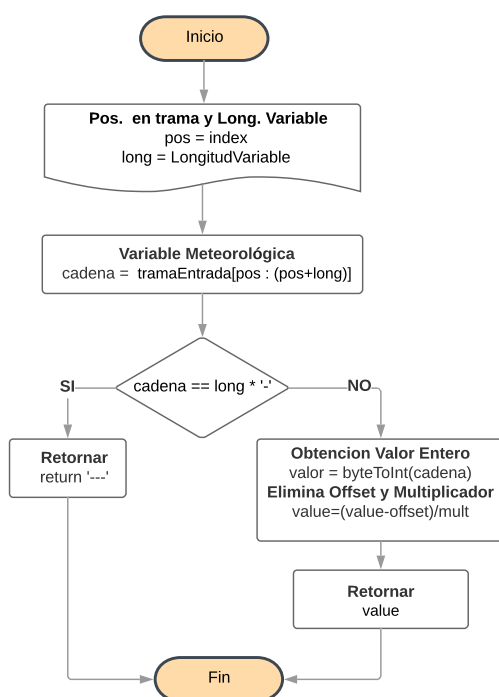 Inicio
Pos. en trama y Long. Variable
pos = index
long = LongitudVariable
Variable Meteorológica
cadena = tramaEntrada[pos : (pos+long)]
cadena == long * '-'
SI
NO
Retornar
return '---'
Obtencion Valor Entero
valor = byteToInt(cadena)
Elimina Offset y Multiplicador
value=(value-offset)/mult
Retornar
value
Fin